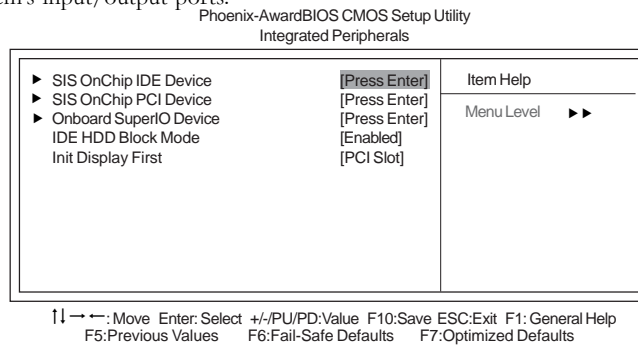 m's input/output ports.
Phoenix-AwardBIOS CMOS Setup Utility
Integrated Peripherals
▶ SIS OnChip IDE Device [Press Enter]
▶ SIS OnChip PCI Device [Press Enter]
▶ Onboard SuperIO Device [Press Enter]
IDE HDD Block Mode [Enabled]
Init Display First [PCI Slot]
Item Help
Menu Level ▶▶
↑↓→←: Move Enter: Select +/-/PU/PD:Value F10:Save ESC:Exit F1: General Help
F5:Previous Values F6:Fail-Safe Defaults F7:Optimized Defaults